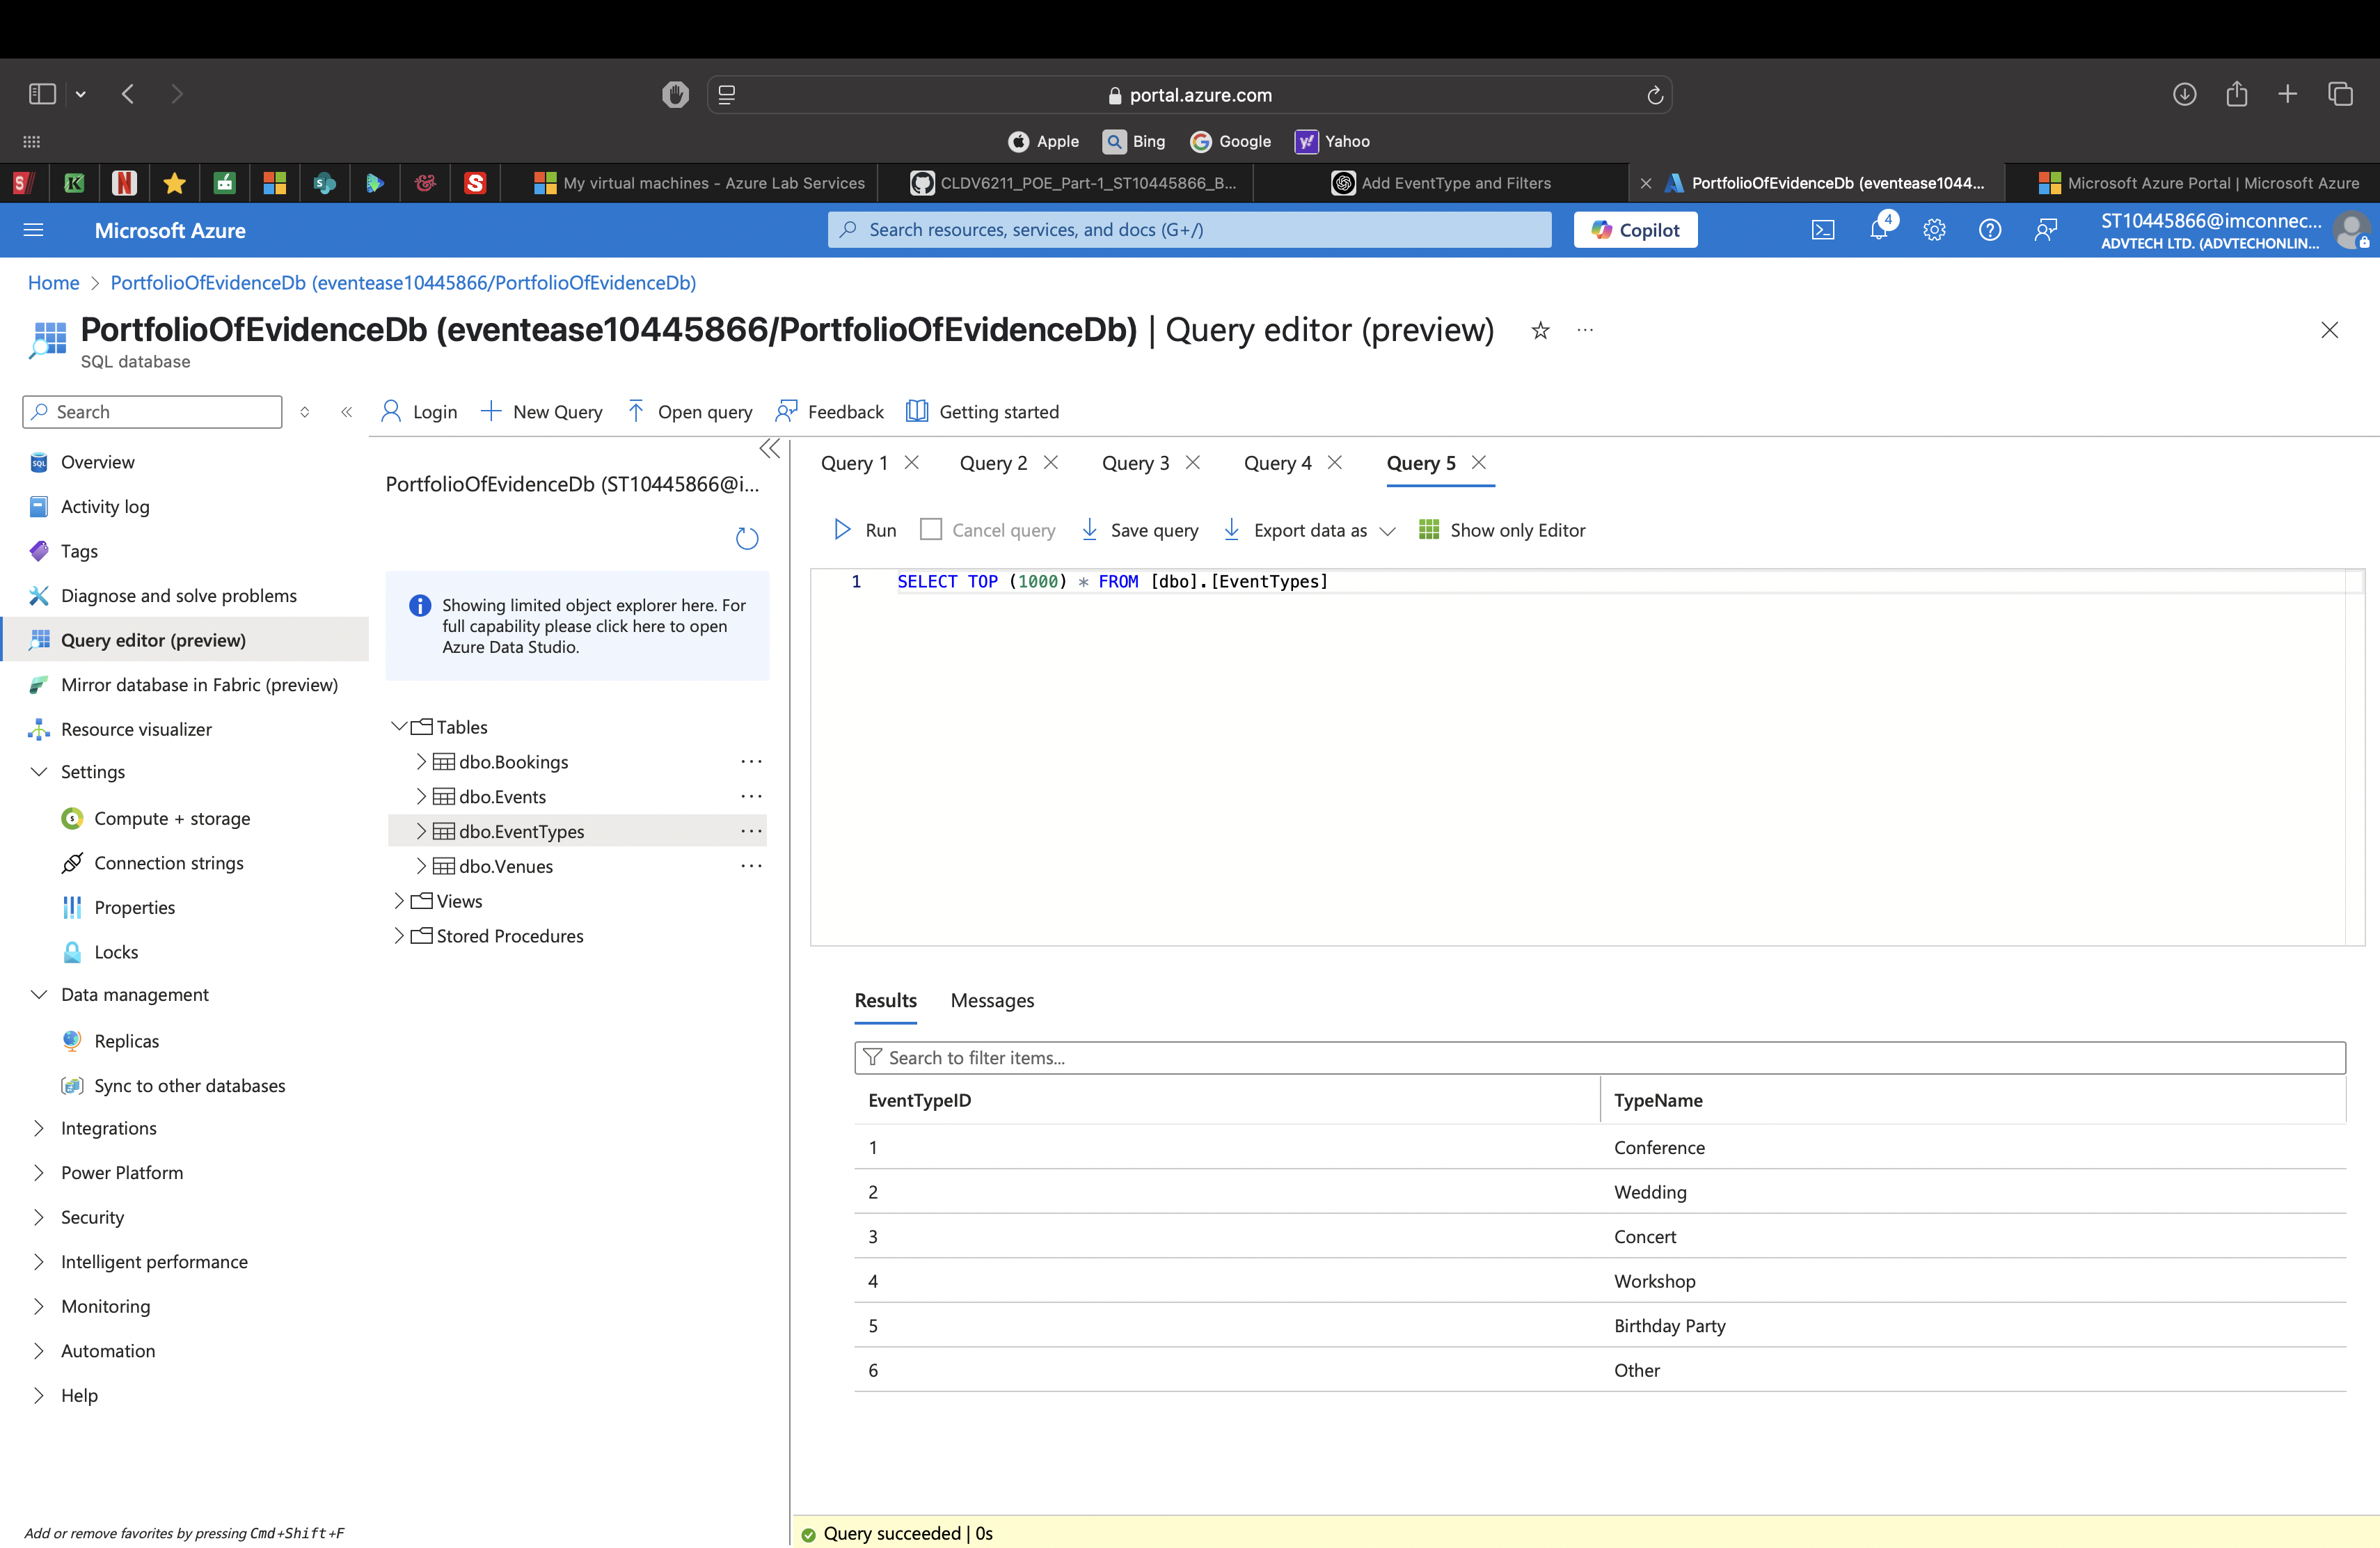 portal.azure.com
Apple
Bing
Google
Yahoo
My virtual machines - Azure Lab Services
CLDV6211_POE_Part-1_ST10445866_B...
Add EventType and Filters
PortfolioOfEvidenceDb (eventease1044...
Microsoft Azure Portal | Microsoft Azure
Microsoft Azure
Search resources, services, and docs (G+/)
Copilot
4
ST10445866@imconnec...
ADVTECH LTD. (ADVTECHONLIN...
Home > PortfolioOfEvidenceDb (eventease10445866/PortfolioOfEvidenceDb)
PortfolioOfEvidenceDb (eventease10445866/PortfolioOfEvidenceDb) | Query editor (preview)
SQL database
Search
Overview
Activity log
Tags
Diagnose and solve problems
Query editor (preview)
Mirror database in Fabric (preview)
Resource visualizer
Settings
Compute + storage
Connection strings
Properties
Locks
Data management
Replicas
Sync to other databases
Integrations
Power Platform
Security
Intelligent performance
Monitoring
Automation
Help
Add or remove favorites by pressing Cmd+Shift+F
Login
New Query
Open query
Feedback
Getting started
PortfolioOfEvidenceDb (ST10445866@i...
Showing limited object explorer here. For
full capability please click here to open
Azure Data Studio.
Tables
dbo.Bookings
dbo.Events
dbo.EventTypes
dbo.Venues
Views
Stored Procedures
Query 1
Query 2
Query 3
Query 4
Query 5
Run
Cancel query
Save query
Export data as
Show only Editor
1 SELECT TOP (1000) * FROM [dbo].[EventTypes]
Results
Messages
Search to filter items...
EventTypeID TypeName
1 Conference
2 Wedding
3 Concert
4 Workshop
5 Birthday Party
6 Other
Query succeeded | 0s